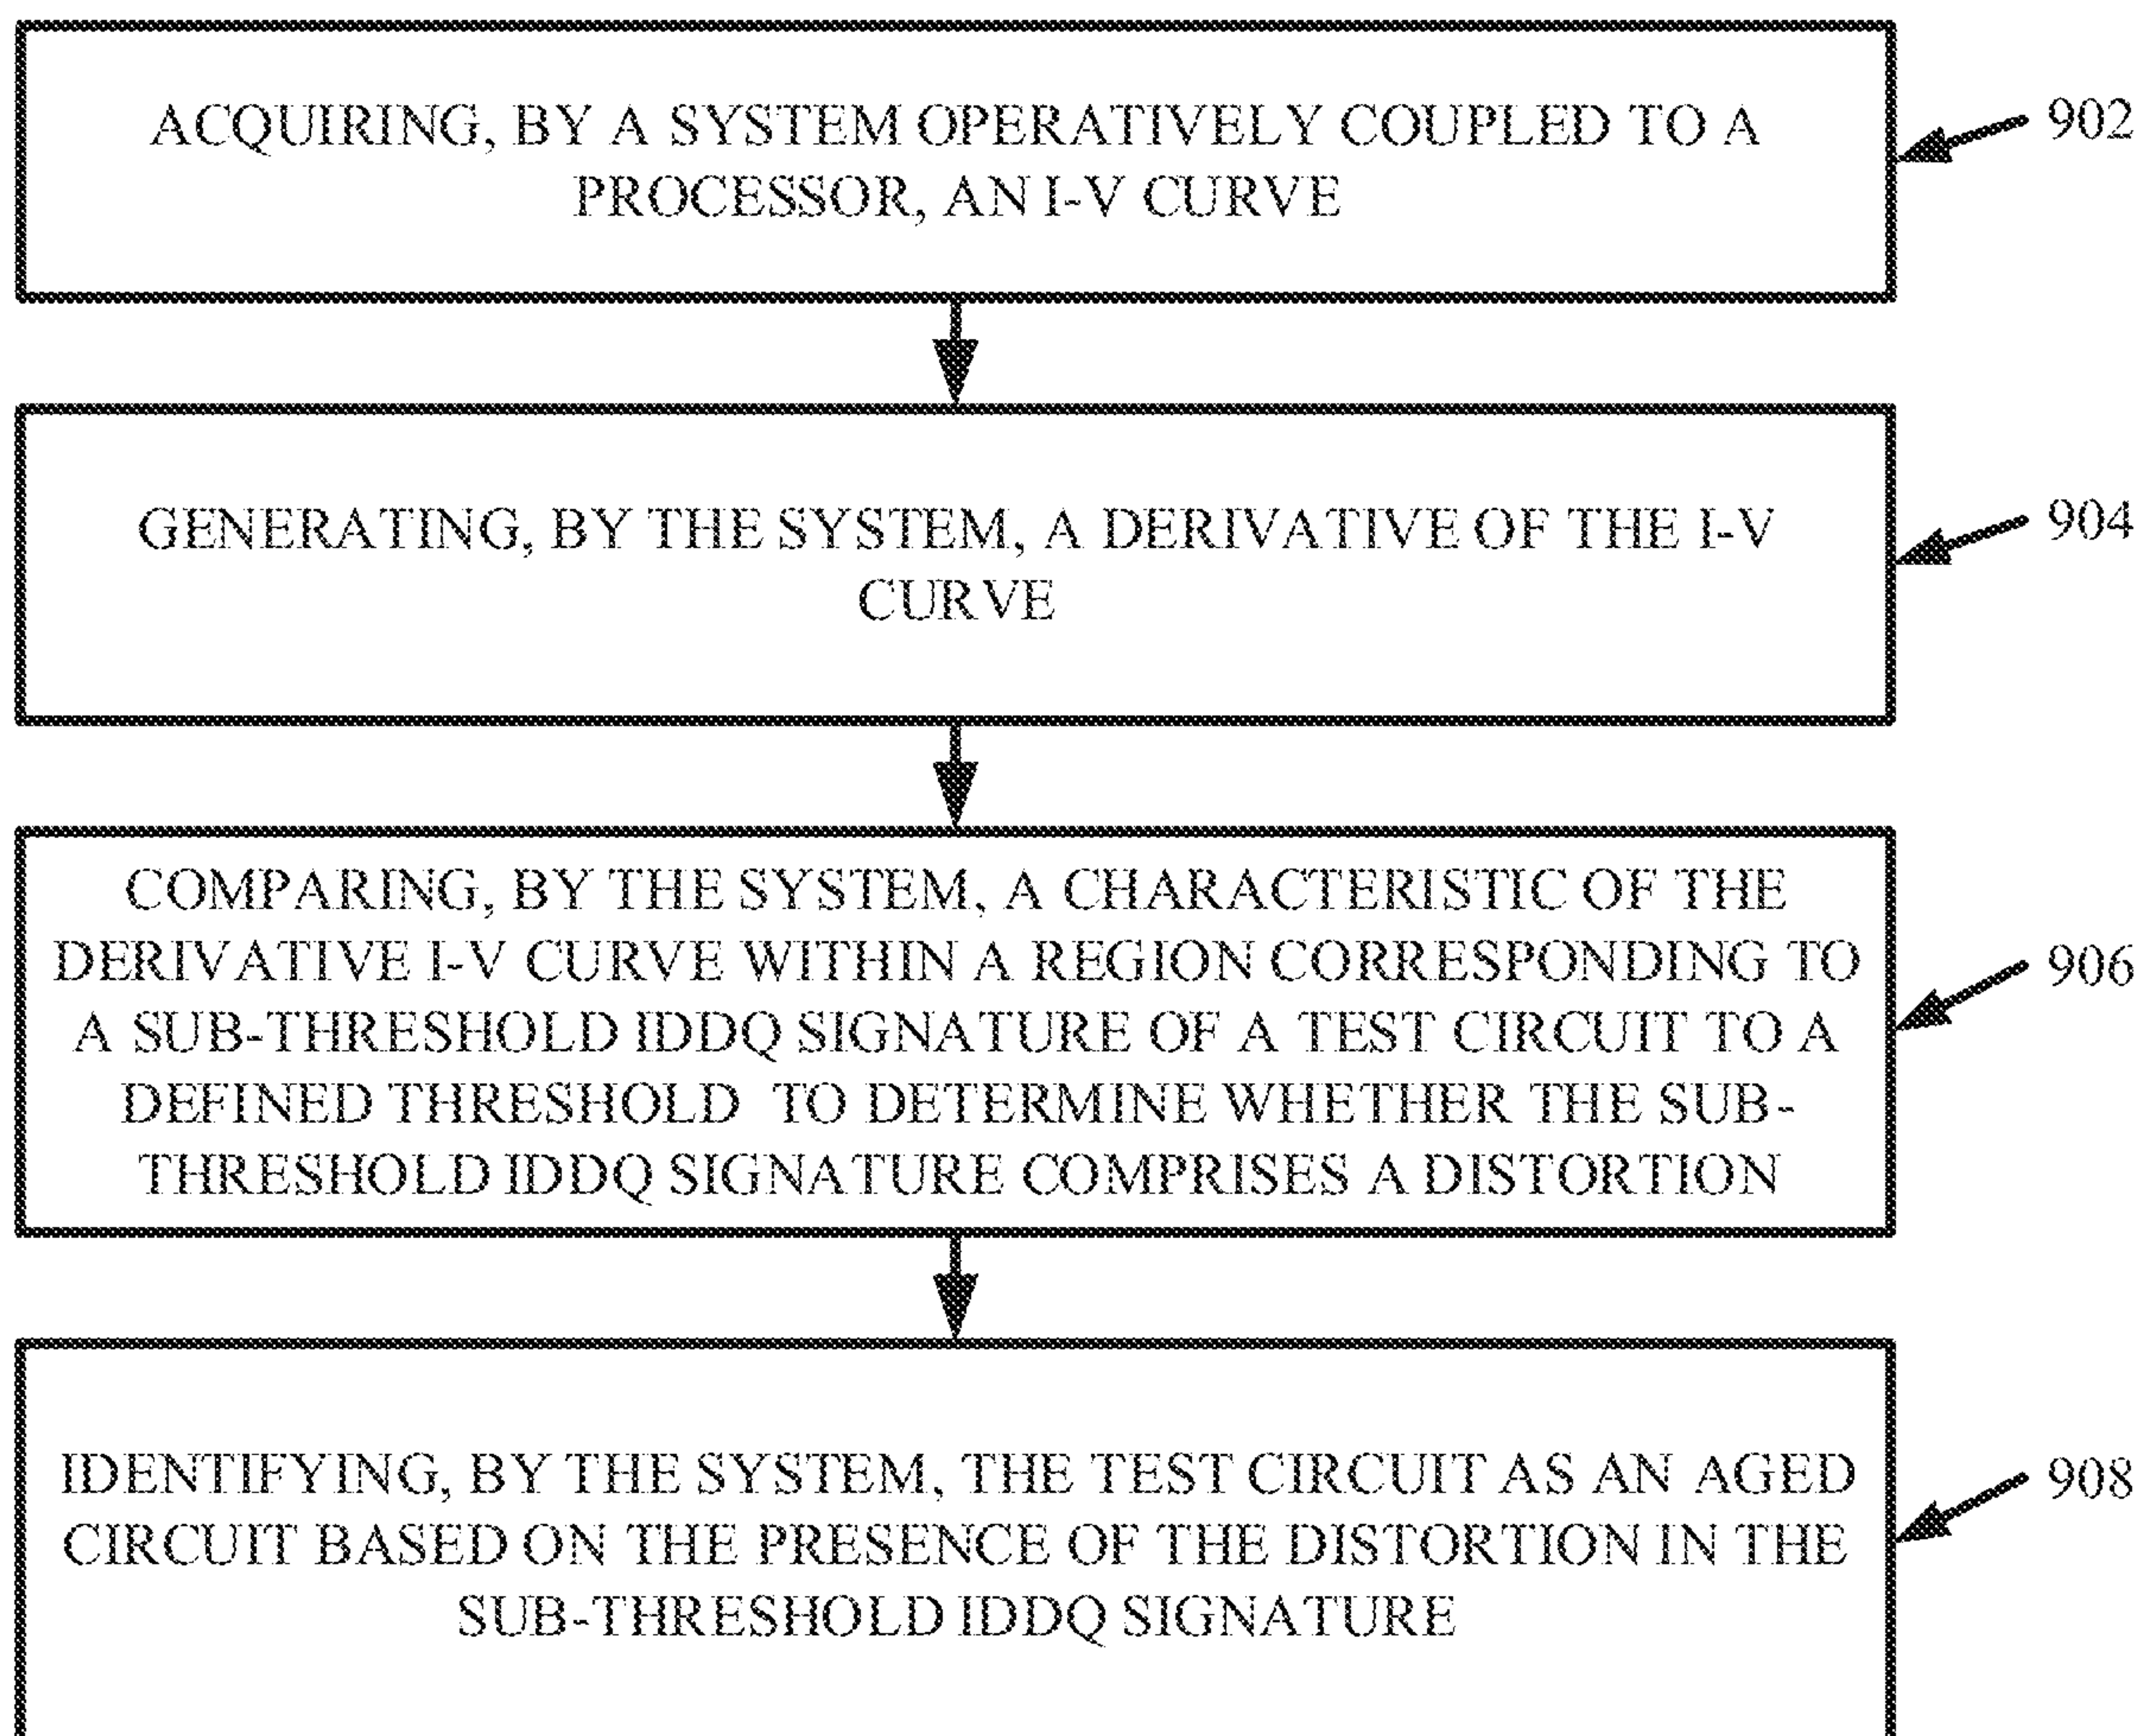 ACQUIRING, BY A SYSTEM OPERATIVELY COUPLED TO A
PROCESSOR, AN I-V CURVE
902
GENERATING, BY THE SYSTEM, A DERIVATIVE OF THE I-V
CURVE
904
COMPARING, BY THE SYSTEM, A CHARACTERISTIC OF THE
DERIVATIVE I-V CURVE WITHIN A REGION CORRESPONDING TO
A SUB-THRESHOLD IDDQ SIGNATURE OF A TEST CIRCUIT TO A
DEFINED THRESHOLD TO DETERMINE WHETHER THE SUB-
THRESHOLD IDDQ SIGNATURE COMPRISES A DISTORTION
906
IDENTIFYING, BY THE SYSTEM, THE TEST CIRCUIT AS AN AGED
CIRCUIT BASED ON THE PRESENCE OF THE DISTORTION IN THE
SUB-THRESHOLD IDDQ SIGNATURE
908